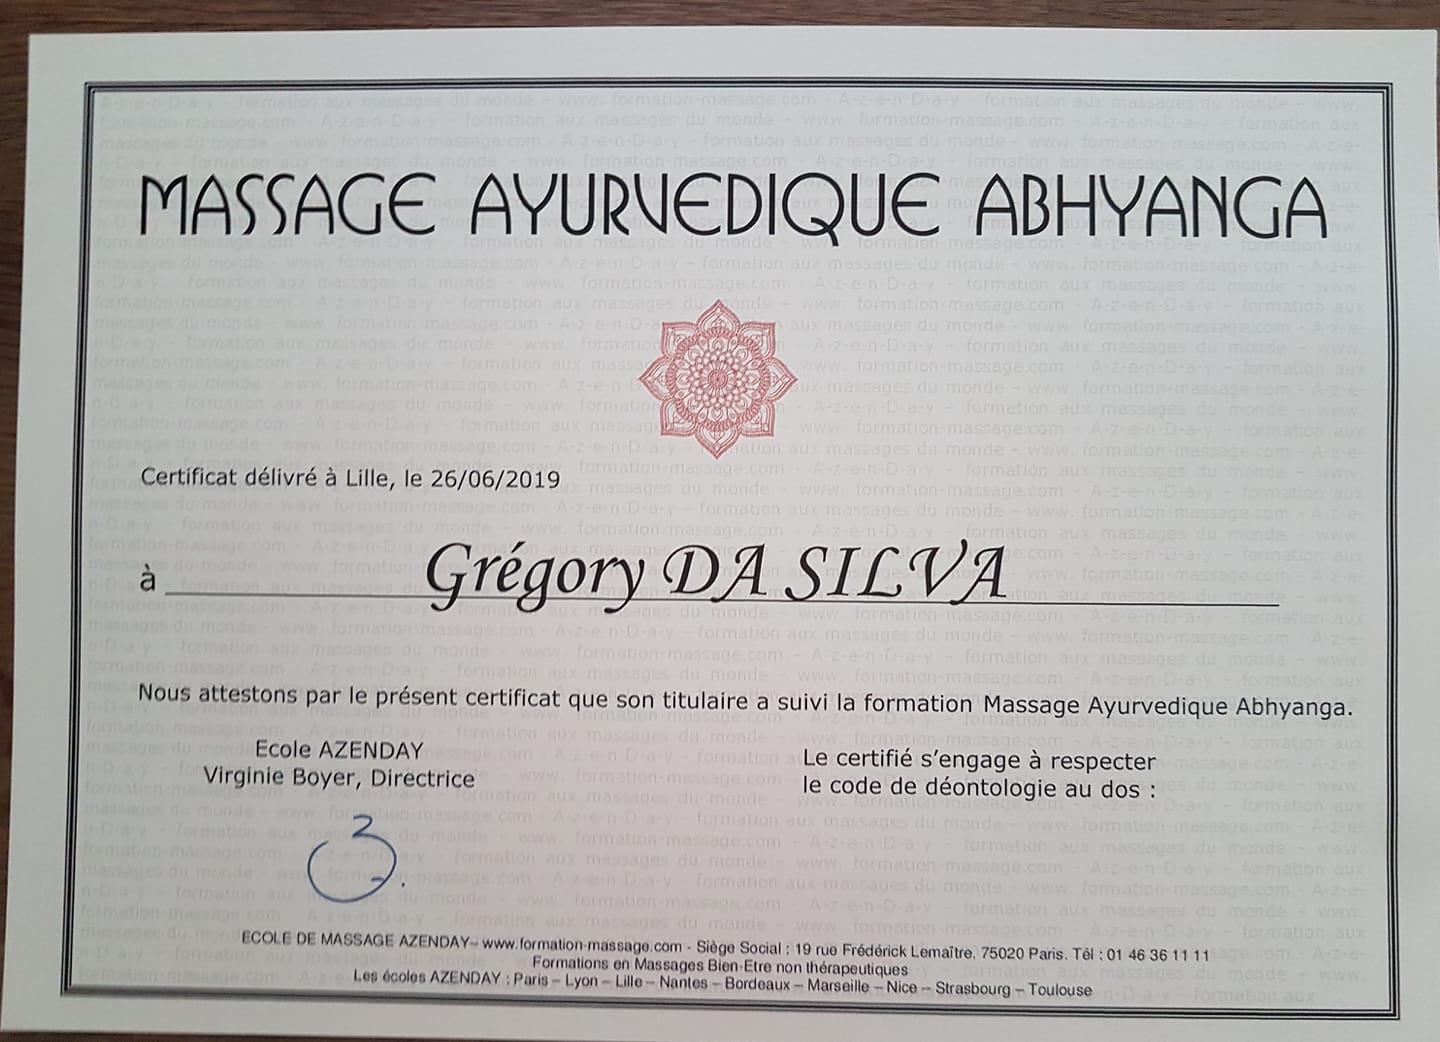 MASSAGE AYURVEDIQUE ABHYANGA
Certificat délivré à Lille, le 26/06/2019
à Grégory DA SILVA
Nous attestons par le présent certificat que son titulaire a suivi la formation Massage Ayurvedique Abhyanga.
Ecole AZENDAY
Virginie Boyer, Directrice
Le certifié s'engage à respecter
le code de déontologie au dos :
ECOLE DE MASSAGE AZENDAY– www.formation-massage.com - Siège Social : 19 rue Frédérick Lemaître, 75020 Paris. Tél : 01 46 36 11 11
Formations en Massages Bien-Etre non thérapeutiques
Les écoles AZENDAY : Paris – Lyon – Lille – Nantes – Bordeaux – Marseille – Nice – Strasbourg – Toulouse